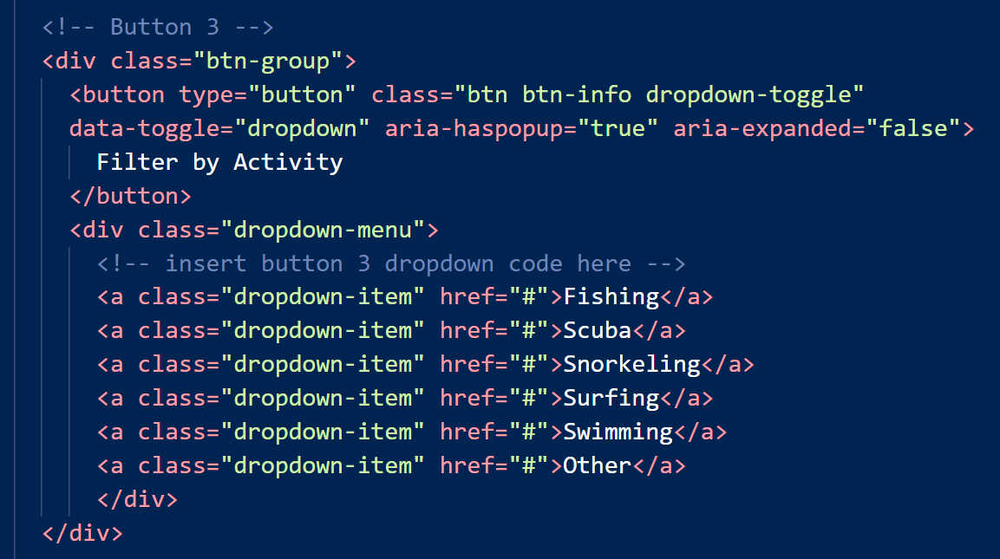 <!-- Button 3 -->
<div class="btn-group">
  <button type="button" class="btn btn-info dropdown-toggle"
  data-toggle="dropdown" aria-haspopup="true" aria-expanded="false">
    Filter by Activity
  </button>
  <div class="dropdown-menu">
    <!-- insert button 3 dropdown code here -->
    <a class="dropdown-item" href="#">Fishing</a>
    <a class="dropdown-item" href="#">Scuba</a>
    <a class="dropdown-item" href="#">Snorkeling</a>
    <a class="dropdown-item" href="#">Surfing</a>
    <a class="dropdown-item" href="#">Swimming</a>
    <a class="dropdown-item" href="#">Other</a>
    </div>
</div>